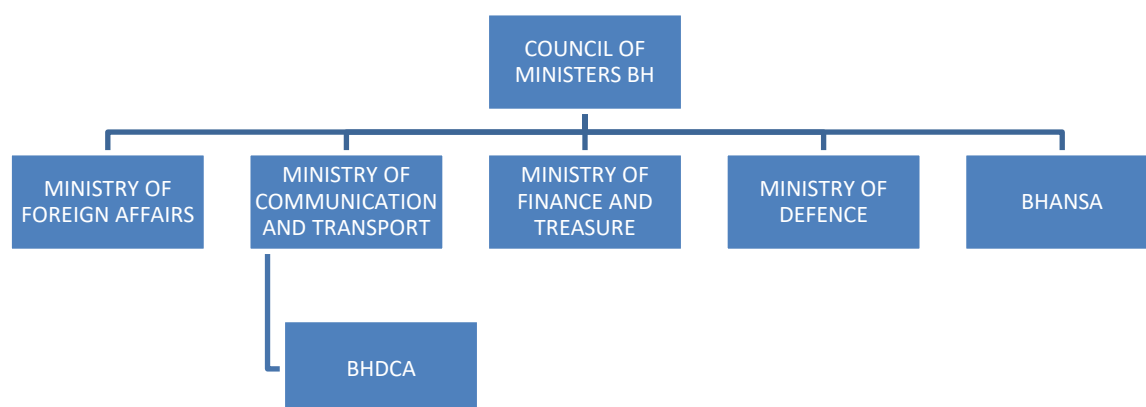 COUNCIL OF
MINISTERS BH
MINISTRY OF
FOREIGN AFFAIRS
MINISTRY OF
COMMUNICATION
AND TRANSPORT
MINISTRY OF
FINANCE AND
TREASURE
MINISTRY OF
DEFENCE
BHANSA
BHDCA